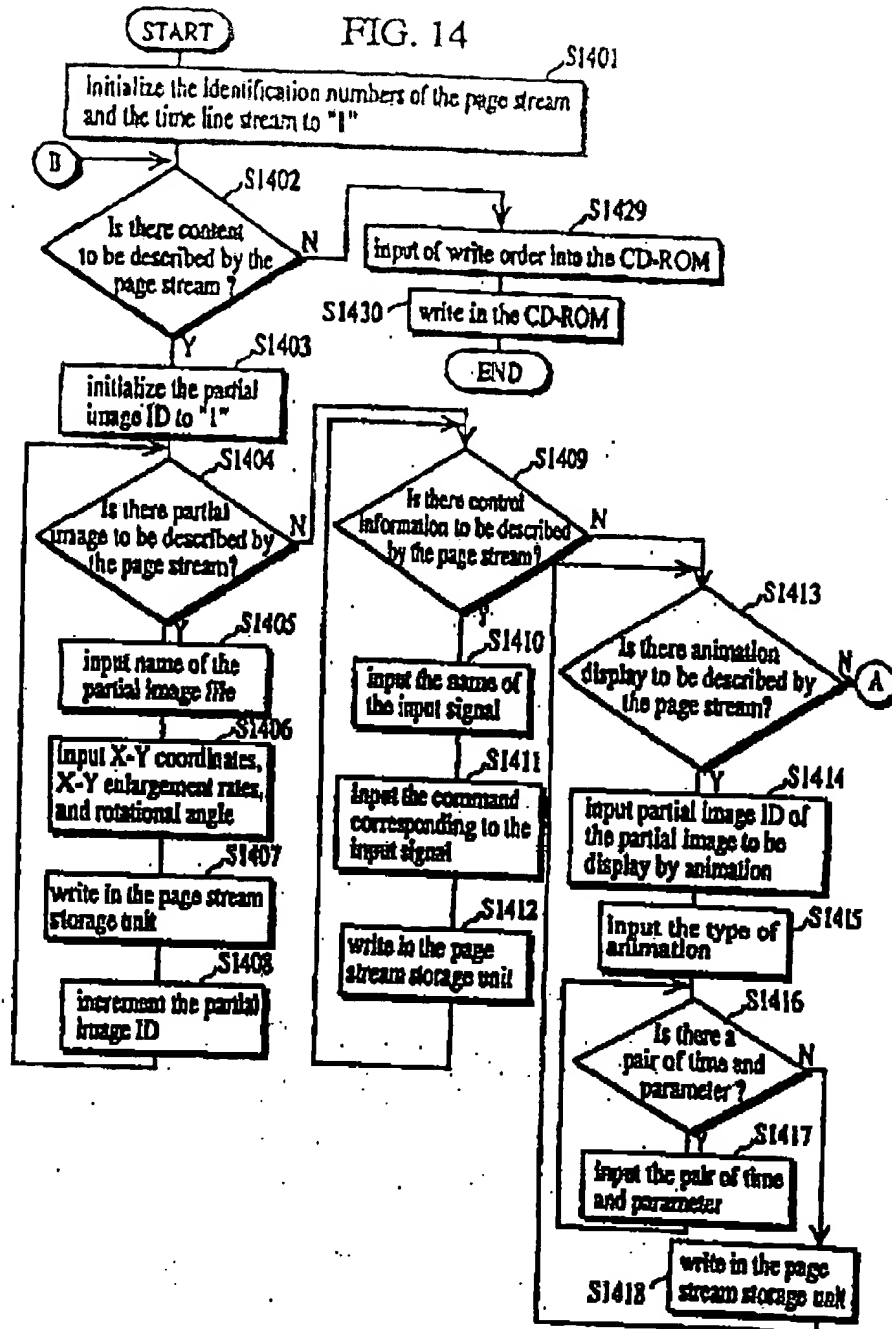 START
FIG. 14
S1401
Initialize the identification numbers of the page stream
and the time line stream to "1"
B
S1402
Is there content
to be described by the
page stream ?
N
Y
S1429
input of write order into the CD-ROM
S1430
write in the CD-ROM
END
S1403
initialize the partial
image ID to "1"
S1404
Is there partial
image to be described by
the page stream?
N
Y
S1405
input name of the
partial image file
S1406
input X-Y coordinates,
X-Y enlargement rates,
and rotational angle
S1407
write in the page stream
storage unit
S1408
increment the partial
image ID
S1409
Is there control
information to be described
by the page stream?
N
Y
S1410
input the name of
the input signal
S1411
input the command
corresponding to the
input signal
S1412
write in the page
stream storage unit
S1413
Is there animation
display to be described by
the page stream?
N
A
Y
S1414
input partial image ID of
the partial image to be
display by animation
S1415
input the type of
animation
S1416
Is there a
pair of time and
parameter ?
N
Y
S1417
input the pair of time
and parameter
S1418
write in the page
stream storage unit